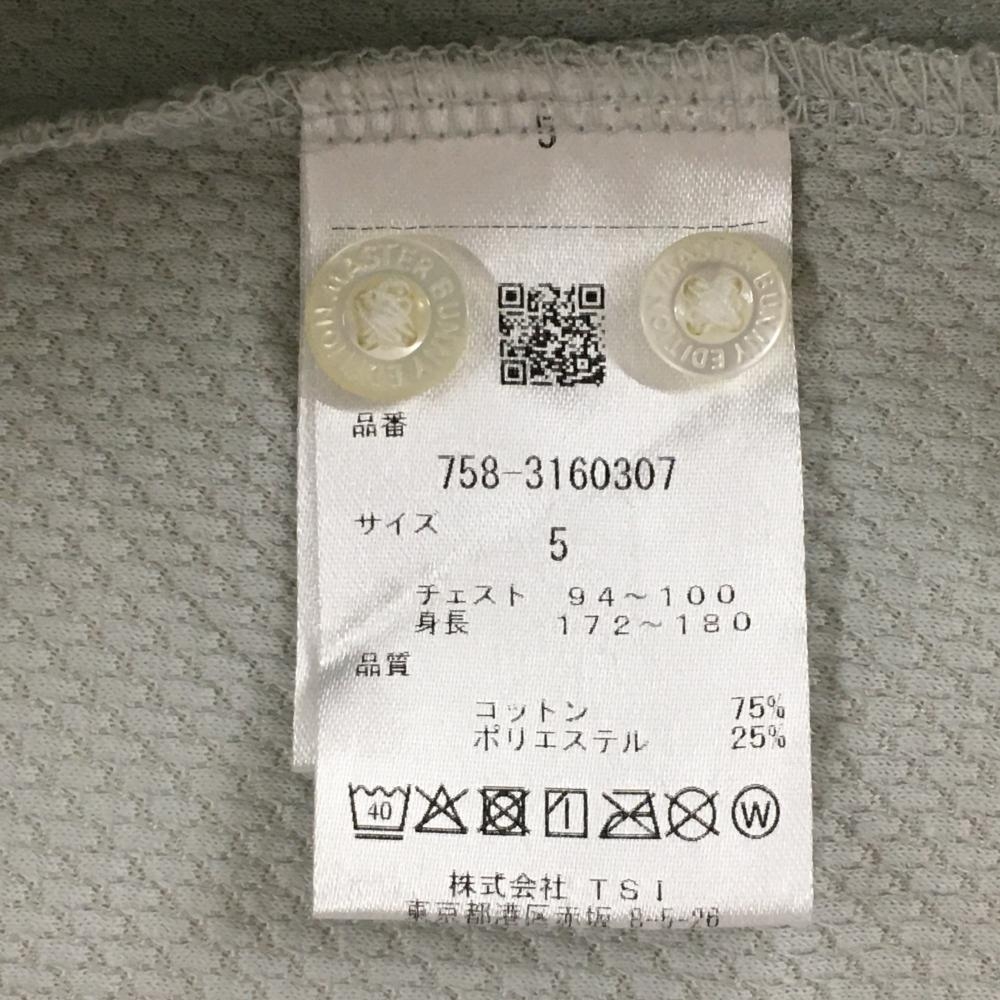 5
MASTER BUNNY EDITION
MASTER BUNNY EDITION
品番
758-3160307
サイズ
5
チェスト 94~100
身長 172~180
品質
コットン 75%
ポリエステル 25%
40
W
株式会社 TSI
東京都港区赤坂 8-5-26